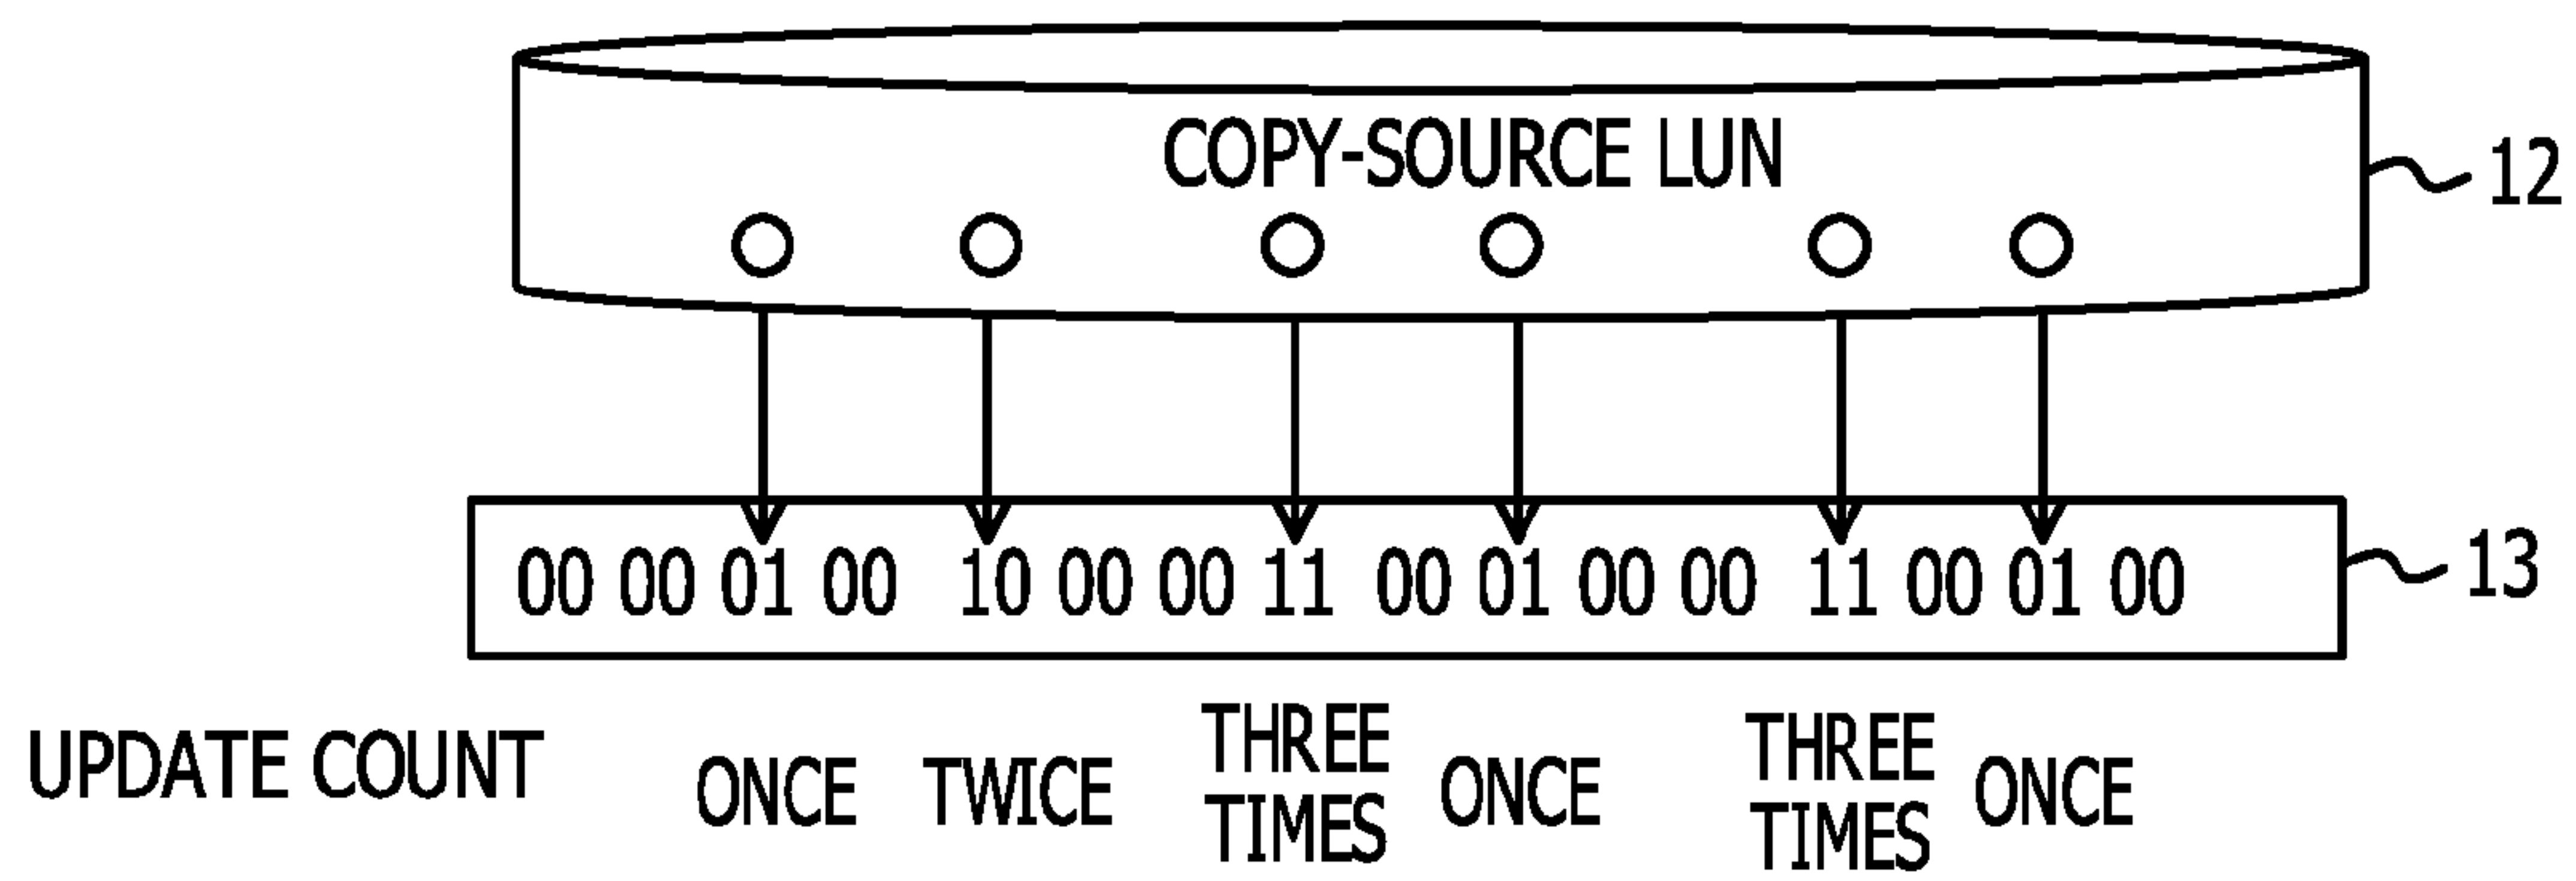 COPY-SOURCE LUN
12
00 00 01 00 10 00 00 11 00 01 00 00 11 00 01 00
13
UPDATE COUNT
ONCE
TWICE
THREE
TIMES
ONCE
THREE
TIMES
ONCE